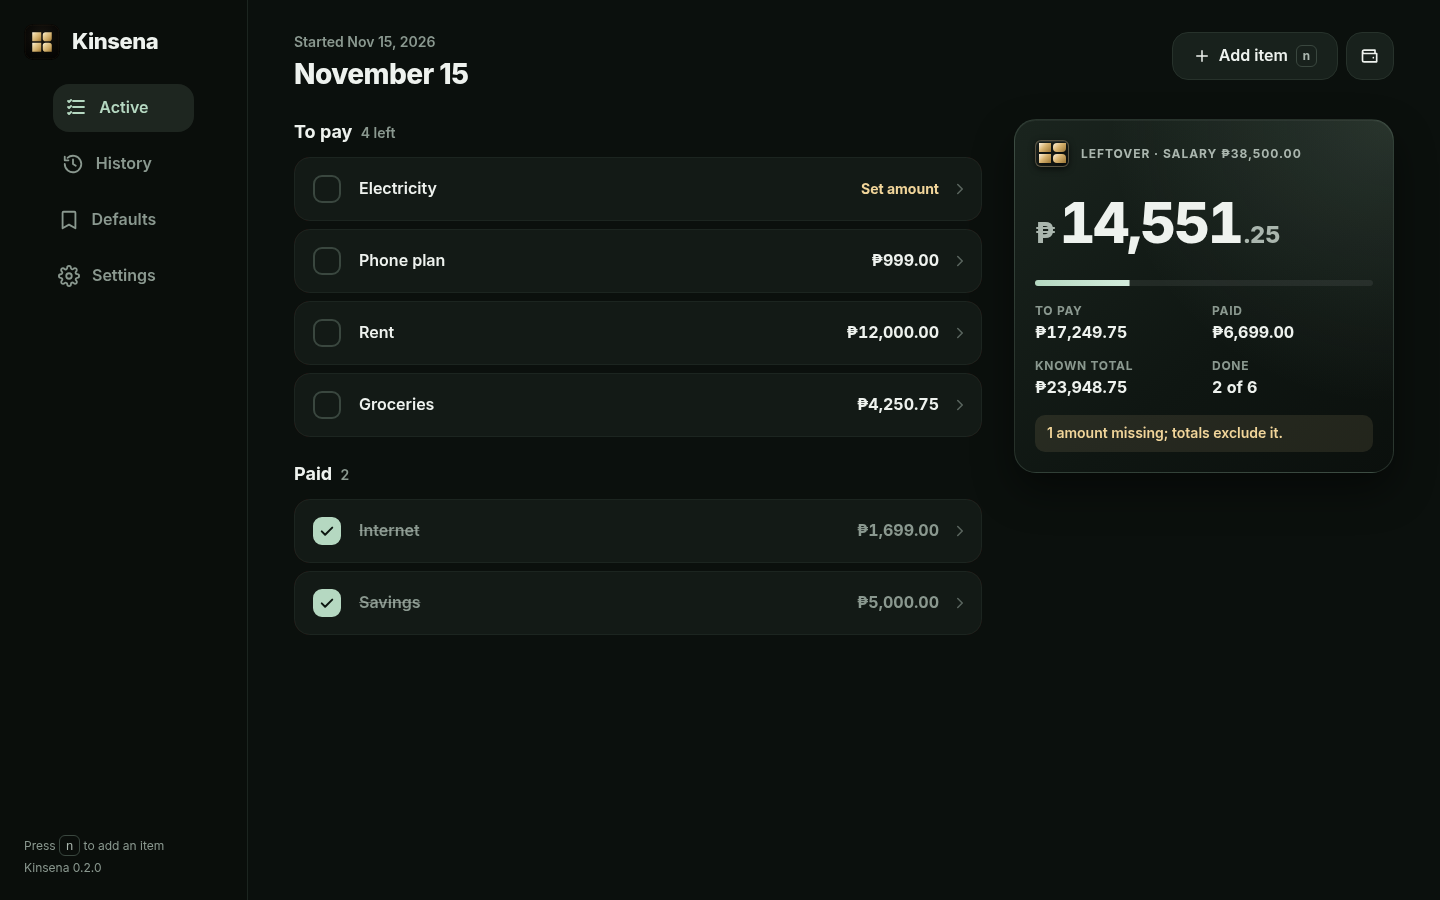 Kinsena
Active
History
Defaults
Settings
Press n to add an item
Kinsena 0.2.0
Started Nov 15, 2026
November 15
Add item n
To pay 4 left
Electricity Set amount
Phone plan ₱999.00
Rent ₱12,000.00
Groceries ₱4,250.75
Paid 2
Internet ₱1,699.00
Savings ₱5,000.00
LEFTOVER · SALARY ₱38,500.00
₱14,551.25
TO PAY PAID
₱17,249.75 ₱6,699.00
KNOWN TOTAL DONE
₱23,948.75 2 of 6
1 amount missing; totals exclude it.